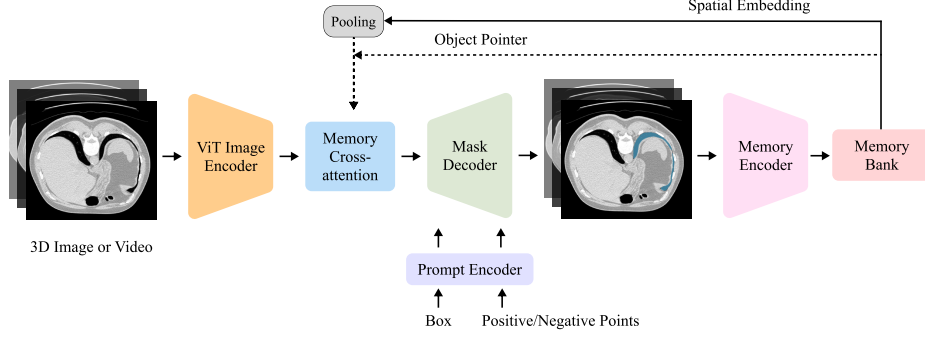 Spatial Embedding
Pooling
Object Pointer
ViT Image
Encoder
Memory
Cross-
attention
Mask
Decoder
Memory
Encoder
Memory
Bank
3D Image or Video
Prompt Encoder
Box
Positive/Negative Points